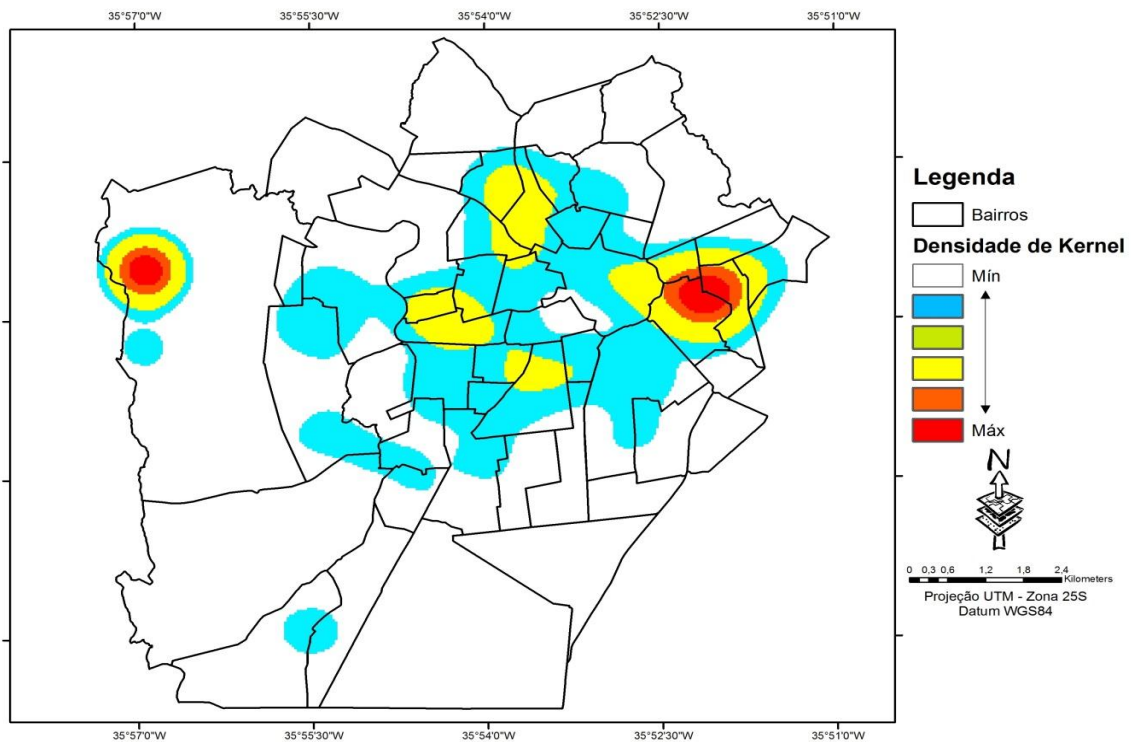 35°57'0"W 35°55'30"W 35°54'0"W 35°52'30"W 35°51'0"W
Legenda
Bairros
Densidade de Kernel
Mín
Máx
N
0 0,3 0,6 1,2 1,8 2,4
Kilometers
Projeção UTM - Zona 25S
Datum WGS84
35°57'0"W 35°55'30"W 35°54'0"W 35°52'30"W 35°51'0"W